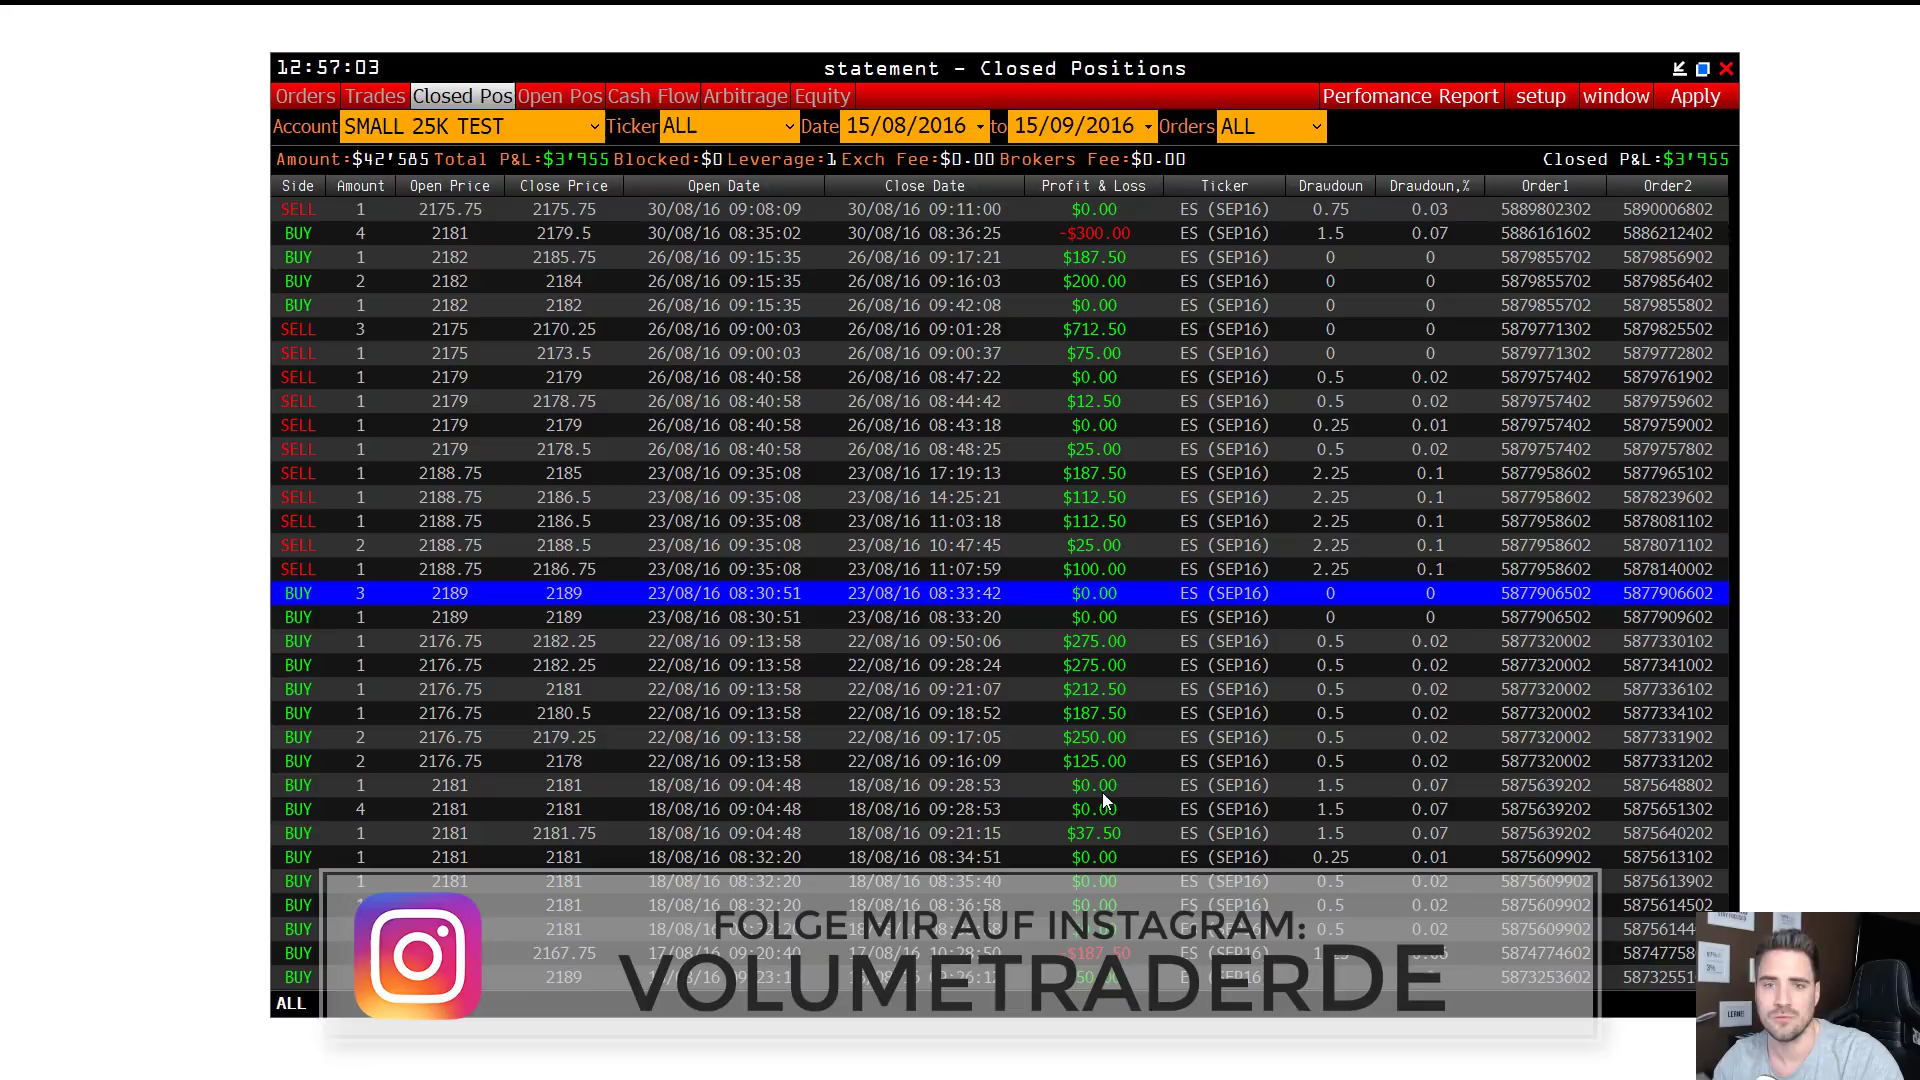 12:57:03 statement - Closed Positions
Orders Trades Closed Pos Open Pos Cash Flow Arbitrage Equity Perfomance Report setup window Apply
Account SMALL 25K TEST Ticker ALL Date 15/08/2016 to 15/09/2016 Orders ALL
Amount:$42'585 Total P&L:$3'955 Blocked:$0 Leverage:1 Exch Fee:$0.00 Brokers Fee:$0.00 Closed P&L:$3'955
Side Amount Open Price Close Price Open Date Close Date Profit & Loss Ticker Drawdown Drawdown,% Order1 Order2
SELL 1 2175.75 2175.75 30/08/16 09:08:09 30/08/16 09:11:00 $0.00 ES (SEP16) 0.75 0.03 5889802302 5890006802
BUY 4 2181 2179.5 30/08/16 08:35:02 30/08/16 08:36:25 -$300.00 ES (SEP16) 1.5 0.07 5886161602 5886212402
BUY 1 2182 2185.75 26/08/16 09:15:35 26/08/16 09:17:21 $187.50 ES (SEP16) 0 0 5879855702 5879856902
BUY 2 2182 2184 26/08/16 09:15:35 26/08/16 09:16:03 $200.00 ES (SEP16) 0 0 5879855702 5879856402
BUY 1 2182 2182 26/08/16 09:15:35 26/08/16 09:42:08 $0.00 ES (SEP16) 0 0 5879855702 5879855802
SELL 3 2175 2170.25 26/08/16 09:00:03 26/08/16 09:01:28 $712.50 ES (SEP16) 0 0 5879771302 5879825502
SELL 1 2175 2173.5 26/08/16 09:00:03 26/08/16 09:00:37 $75.00 ES (SEP16) 0 0 5879771302 5879772802
SELL 1 2179 2179 26/08/16 08:40:58 26/08/16 08:47:22 $0.00 ES (SEP16) 0.5 0.02 5879757402 5879761902
SELL 1 2179 2178.75 26/08/16 08:40:58 26/08/16 08:44:42 $12.50 ES (SEP16) 0.5 0.02 5879757402 5879759602
SELL 1 2179 2179 26/08/16 08:40:58 26/08/16 08:43:18 $0.00 ES (SEP16) 0.25 0.01 5879757402 5879759002
SELL 1 2179 2178.5 26/08/16 08:40:58 26/08/16 08:48:25 $25.00 ES (SEP16) 0.5 0.02 5879757402 5879757802
SELL 1 2188.75 2185 23/08/16 09:35:08 23/08/16 17:19:13 $187.50 ES (SEP16) 2.25 0.1 5877958602 5877965102
SELL 1 2188.75 2186.5 23/08/16 09:35:08 23/08/16 14:25:21 $112.50 ES (SEP16) 2.25 0.1 5877958602 5878239602
SELL 1 2188.75 2186.5 23/08/16 09:35:08 23/08/16 11:03:18 $112.50 ES (SEP16) 2.25 0.1 5877958602 5878081102
SELL 2 2188.75 2188.5 23/08/16 09:35:08 23/08/16 10:47:45 $25.00 ES (SEP16) 2.25 0.1 5877958602 5878071102
SELL 1 2188.75 2186.75 23/08/16 09:35:08 23/08/16 11:07:59 $100.00 ES (SEP16) 2.25 0.1 5877958602 5878140002
BUY 3 2189 2189 23/08/16 08:30:51 23/08/16 08:33:42 $0.00 ES (SEP16) 0 0 5877906502 5877906602
BUY 1 2189 2189 23/08/16 08:30:51 23/08/16 08:33:20 $0.00 ES (SEP16) 0 0 5877906502 5877909602
BUY 1 2176.75 2182.25 22/08/16 09:13:58 22/08/16 09:50:06 $275.00 ES (SEP16) 0.5 0.02 5877320002 5877330102
BUY 1 2176.75 2182.25 22/08/16 09:13:58 22/08/16 09:28:24 $275.00 ES (SEP16) 0.5 0.02 5877320002 5877341002
BUY 1 2176.75 2181 22/08/16 09:13:58 22/08/16 09:21:07 $212.50 ES (SEP16) 0.5 0.02 5877320002 5877336102
BUY 1 2176.75 2180.5 22/08/16 09:13:58 22/08/16 09:18:52 $187.50 ES (SEP16) 0.5 0.02 5877320002 5877334102
BUY 2 2176.75 2179.25 22/08/16 09:13:58 22/08/16 09:17:05 $250.00 ES (SEP16) 0.5 0.02 5877320002 5877331902
BUY 2 2176.75 2178 22/08/16 09:13:58 22/08/16 09:16:09 $125.00 ES (SEP16) 0.5 0.02 5877320002 5877331202
BUY 1 2181 2181 18/08/16 09:04:48 18/08/16 09:28:53 $0.00 ES (SEP16) 1.5 0.07 5875639202 5875648802
BUY 4 2181 2181 18/08/16 09:04:48 18/08/16 09:28:53 $0.00 ES (SEP16) 1.5 0.07 5875639202 5875651302
BUY 1 2181 2181.75 18/08/16 09:04:48 18/08/16 09:21:15 $37.50 ES (SEP16) 1.5 0.07 5875639202 5875640202
BUY 1 2181 2181 18/08/16 08:32:20 18/08/16 08:34:51 $0.00 ES (SEP16) 0.25 0.01 5875609902 5875613102
BUY 1 2181 2181 18/08/16 08:32:20 18/08/16 08:35:40 $0.00 ES (SEP16) 0.5 0.02 5875609902 5875613902
BUY 2181 18/08/16 08:32:20 18/08/16 08:36:58 ES (SEP16) 0.5 0.02 5875609902 5875614502
BUY 2181 0.5 0.02 5875609902
BUY 2167.75 17/08/16 09:20:40 17/08/16 10:28:50 -$187.50 ES (SEP16) 5874774602
BUY 2189 5873253602
ALL
FOLGE MIR AUF INSTAGRAM:
VOLUMETRADERDE